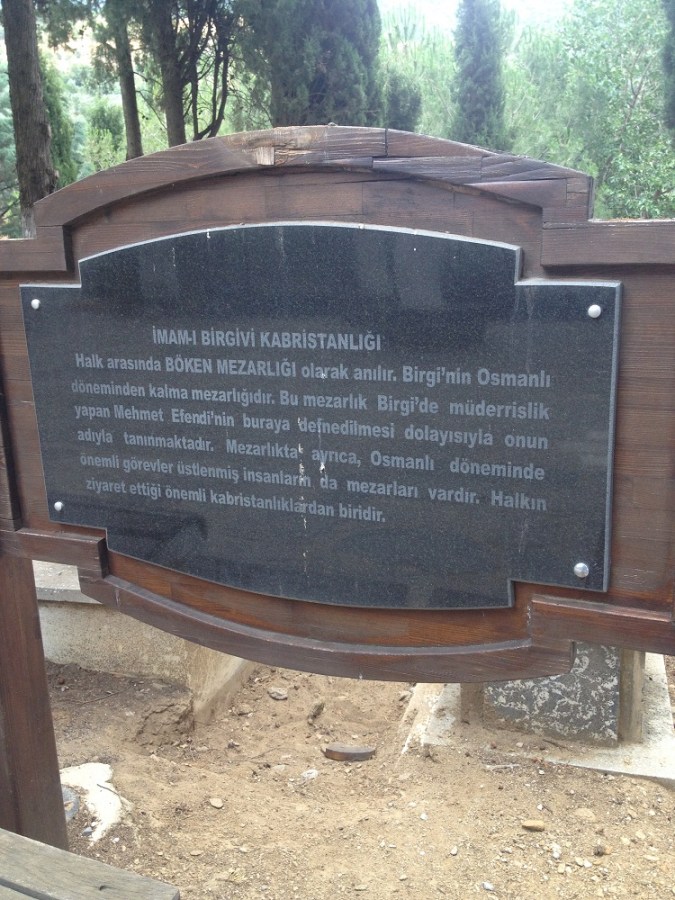 İMAM-I BİRGİVİ KABRİSTANLIĞI
Halk arasında BÖKEN MEZARLIĞI olarak anılır. Birgi'nin Osmanlı
döneminden kalma mezarlığıdır. Bu mezarlık Birgi'de müderrislik
yapan Mehmet Efendi'nin buraya defnedilmesi dolayısıyla onun
adıyla tanınmaktadır. Mezarlıkta ayrıca, Osmanlı döneminde
önemli görevler üstlenmiş insanların da mezarları vardır. Halkın
ziyaret ettiği önemli kabristanlıklardan biridir.